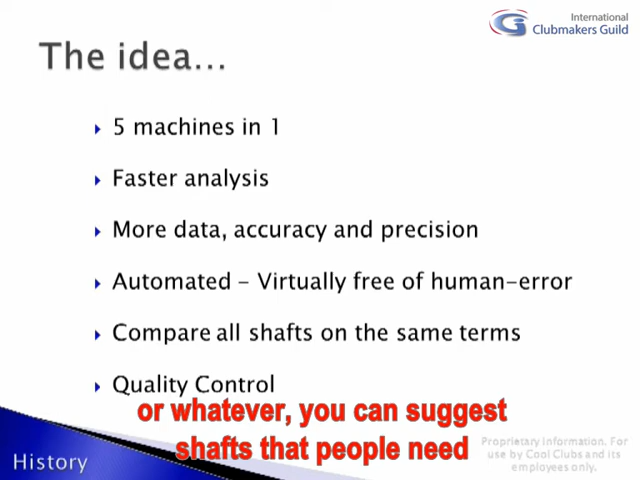 International
Clubmakers Guild
The idea...
5 machines in 1
Faster analysis
More data, accuracy and precision
Automated - Virtually free of human-error
Compare all shafts on the same terms
Quality Control
or whatever, you can suggest
shafts that people need
History
Proprietary Information. For
use by Cool Clubs and its
employees only.